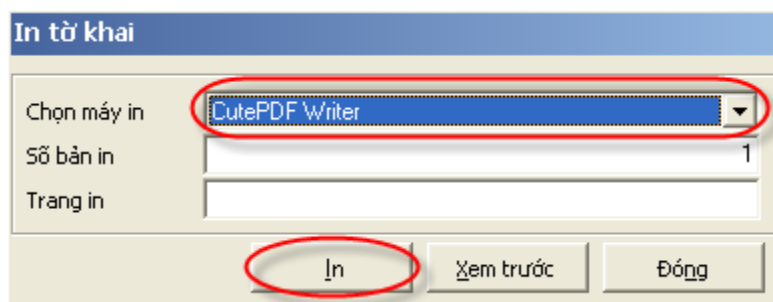 In tờ khai
Chọn máy in CutePDF Writer
Số bản in 1
Trang in
In Xem trước Đóng